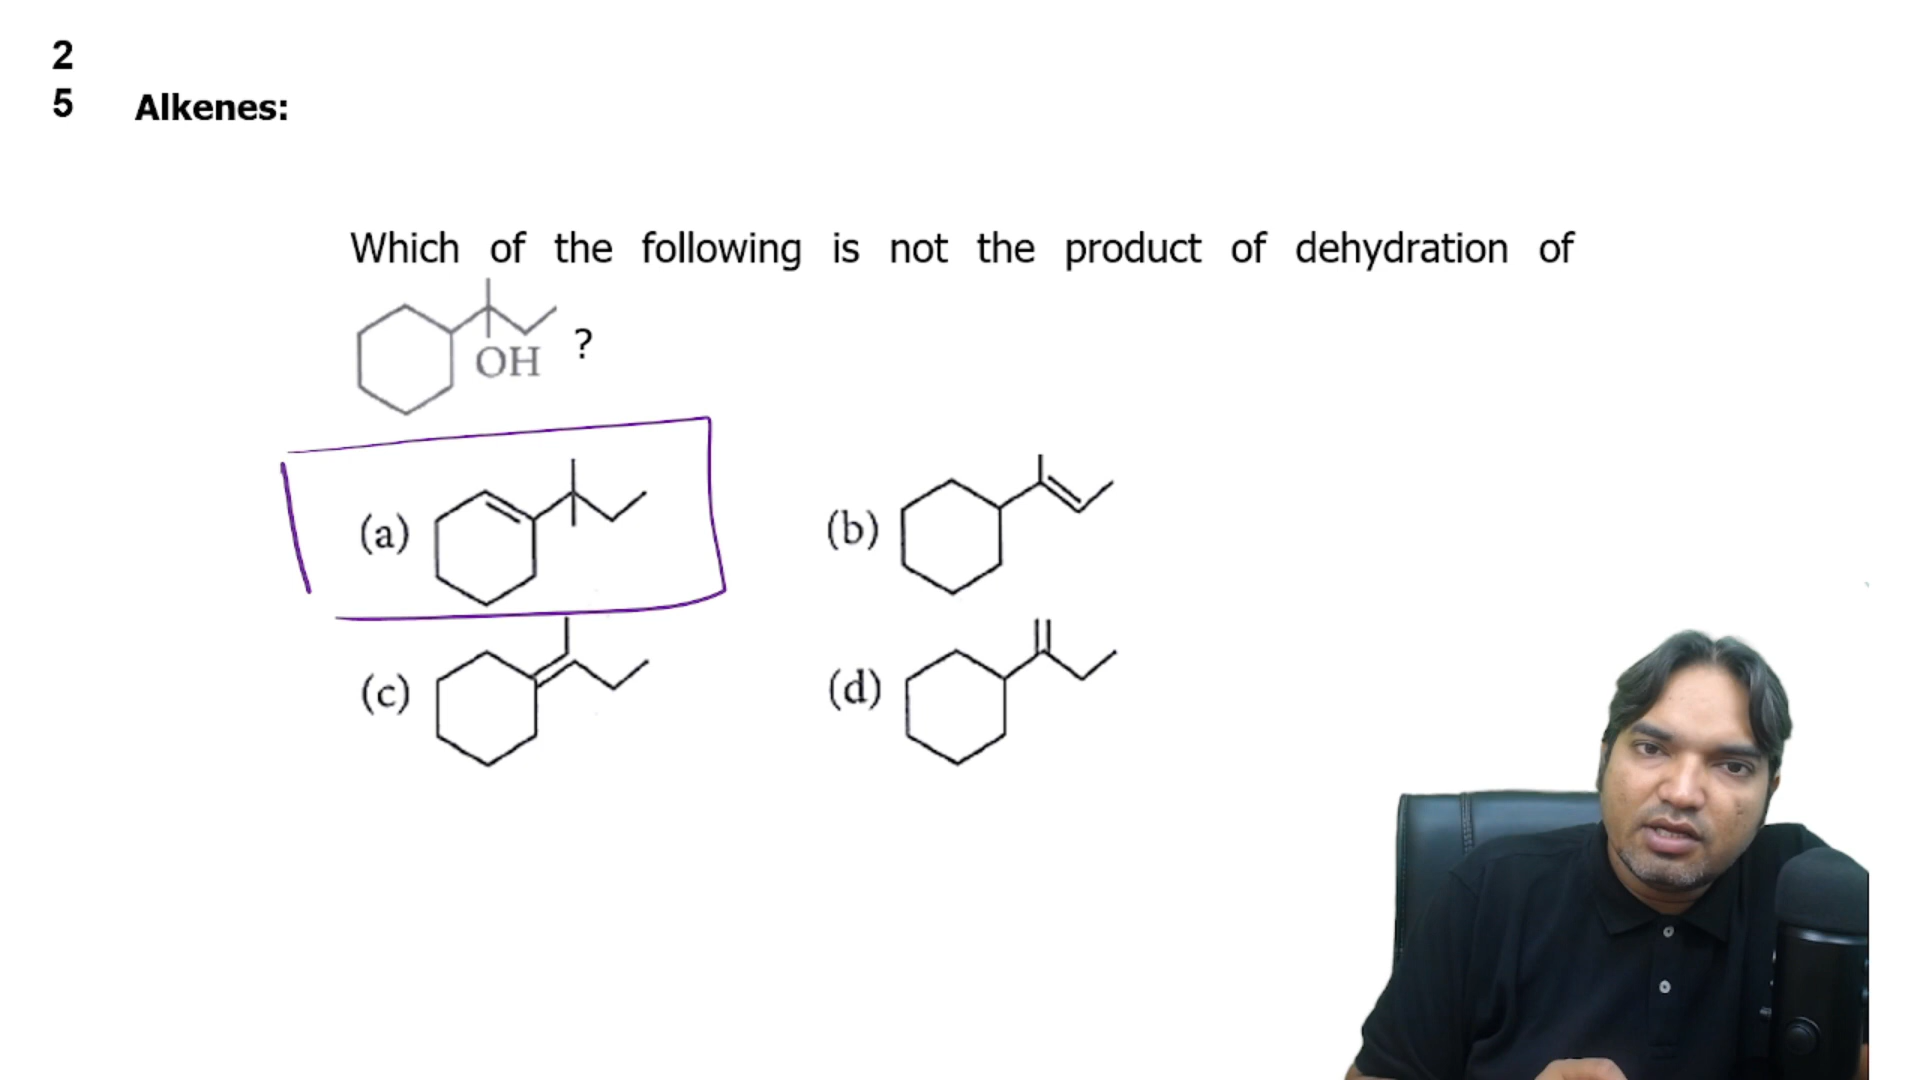 2
5
Alkenes:
Which of the following is not the product of dehydration of
OH ?
(a) (b)
(c) (d)